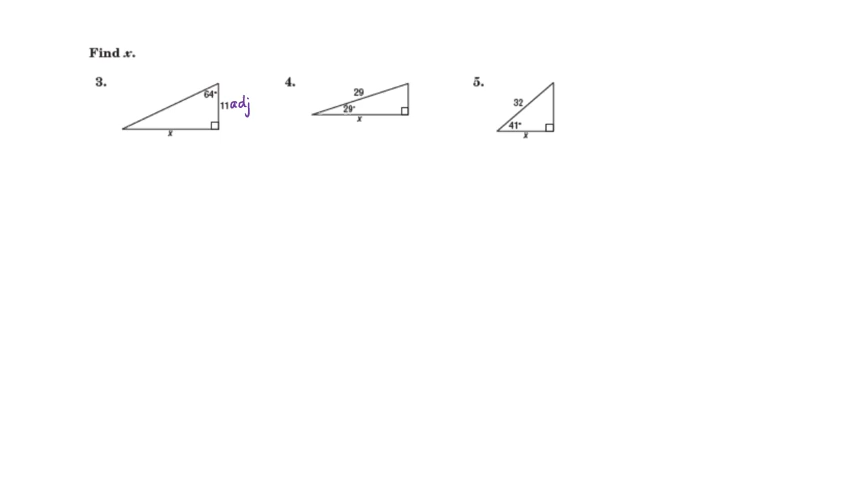 Find x.
3. 64° 11 adj x
4. 29 29° x
5. 32 41° x